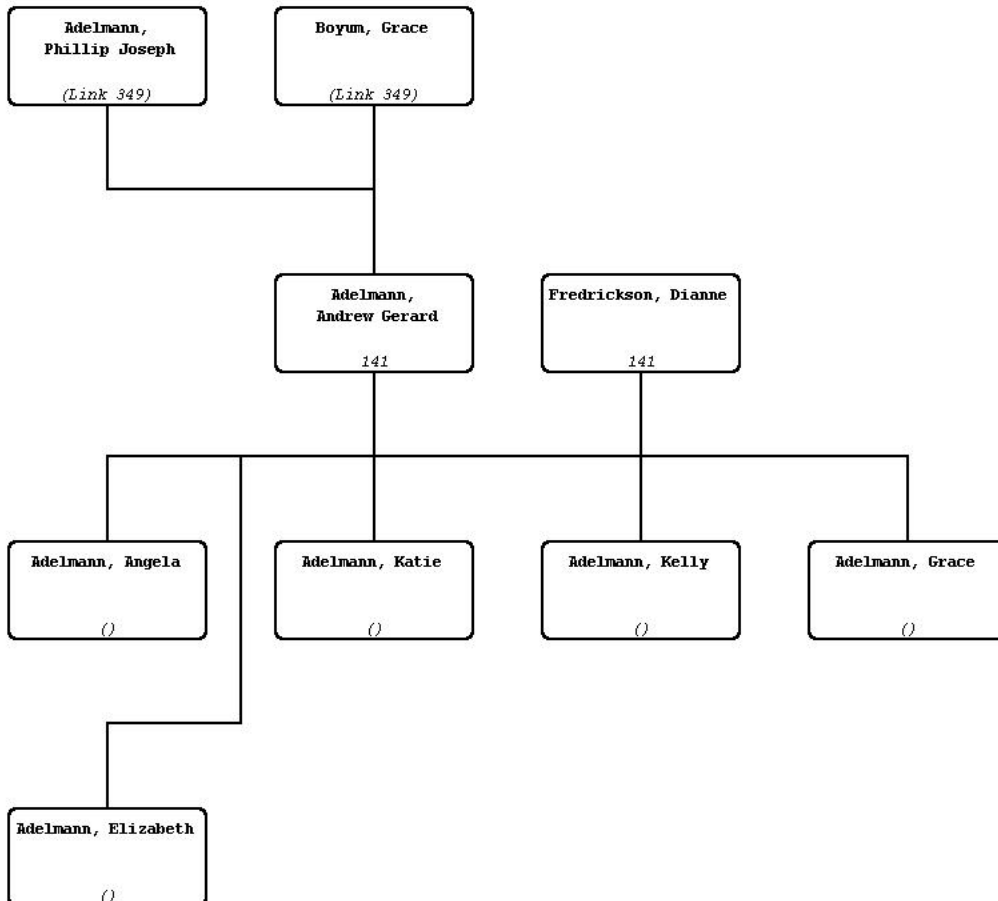 Adelmann,
Phillip Joseph
(Link 349)
Boyum, Grace
(Link 349)
Adelmann,
Andrew Gerard
141
Fredrickson, Dianne
141
Adelmann, Angela
()
Adelmann, Katie
()
Adelmann, Kelly
()
Adelmann, Grace
()
Adelmann, Elizabeth
()